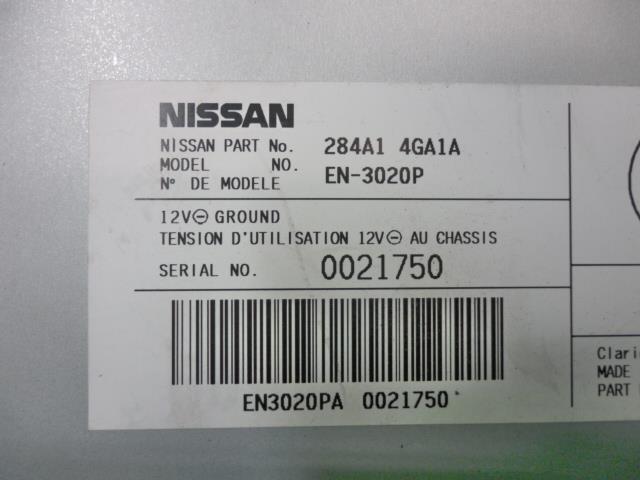 NISSAN
NISSAN PART No. 284A1 4GA1A
MODEL NO. EN-3020P
N° DE MODELE
12V⊖ GROUND
TENSION D'UTILISATION 12V⊖ AU CHASSIS
SERIAL NO. 0021750
EN3020PA 0021750
MADE
PART